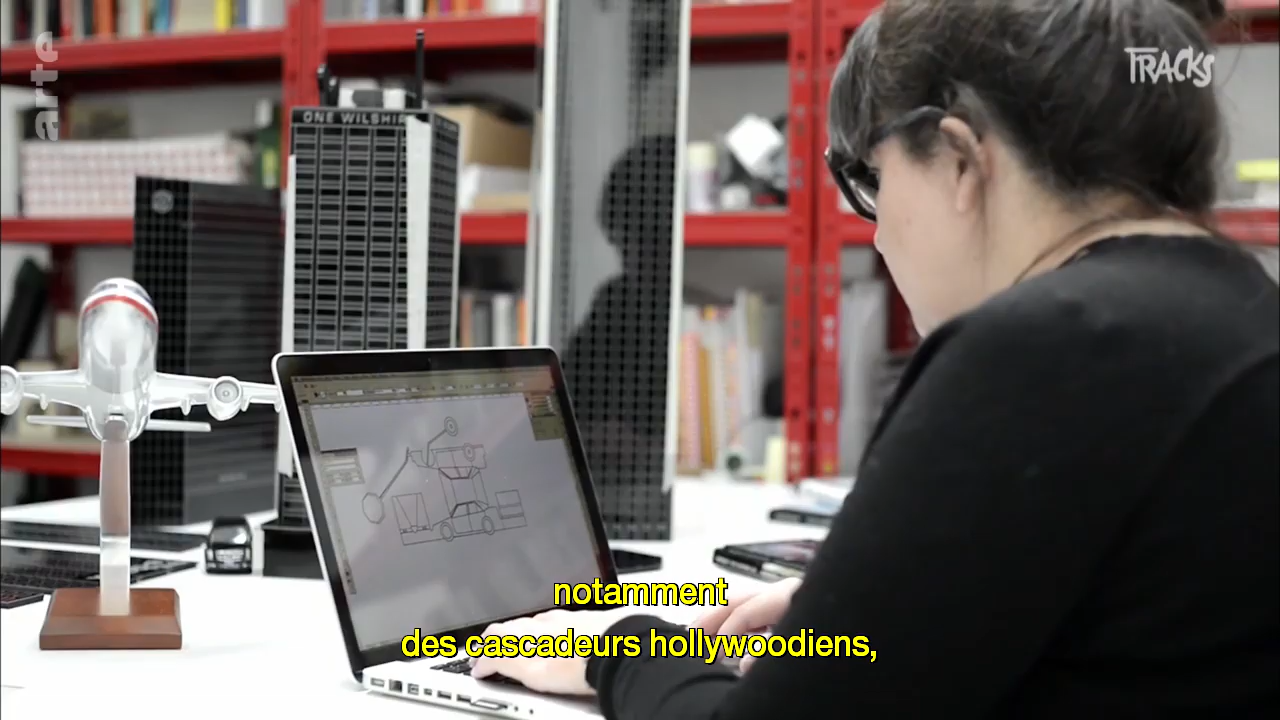 arte
TRACKS
ONE WILSHIRE
notamment
des cascadeurs hollywoodiens,